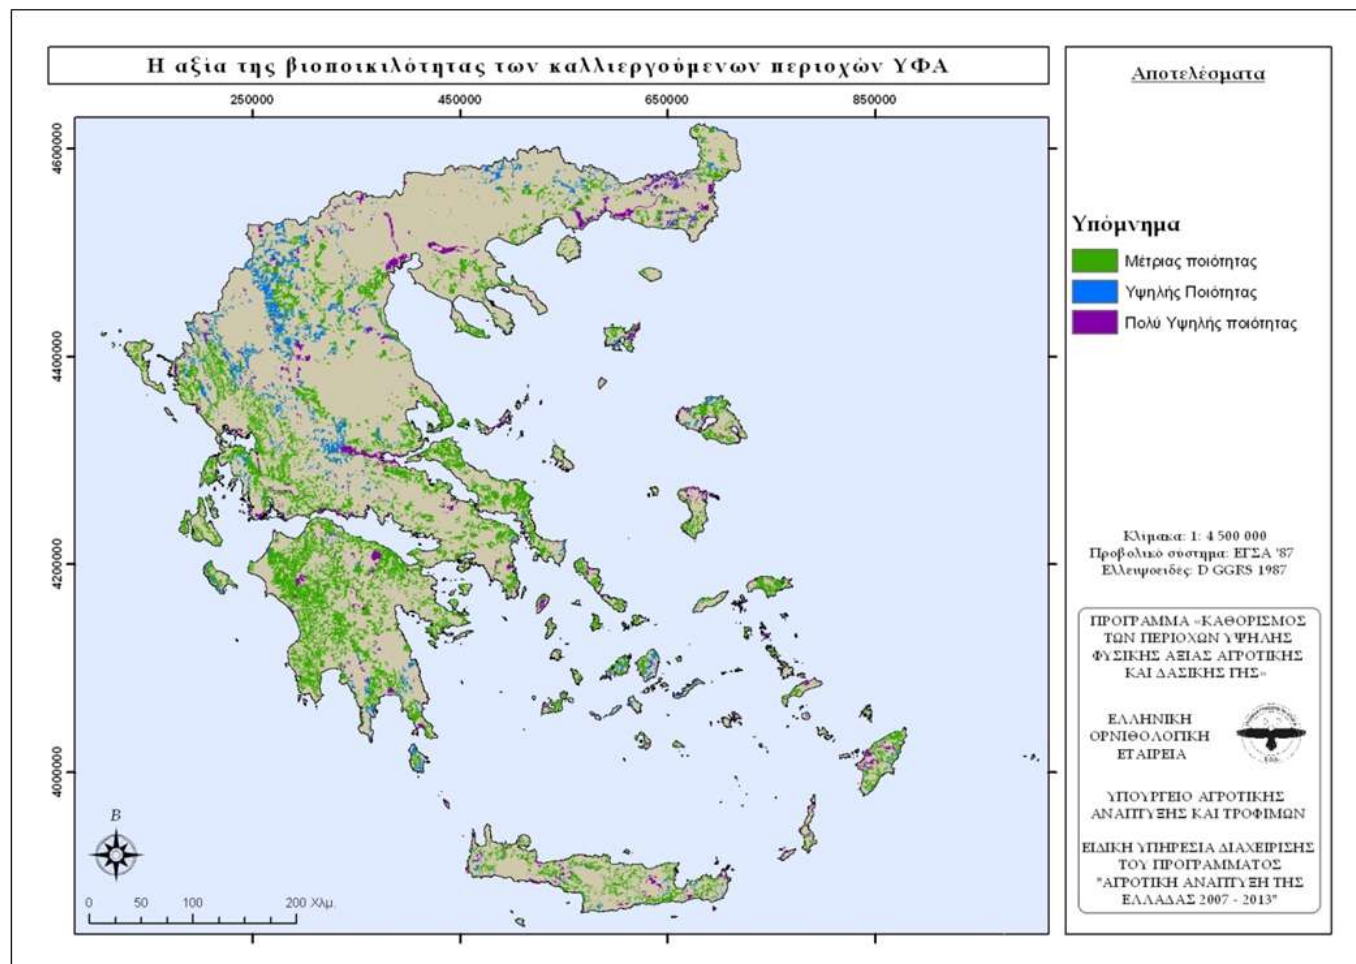 Η αξία της βιοποικιλότητας των καλλιεργούμενων περιοχών ΥΦΑ
250000
450000
650000
850000
4600000
4400000
4200000
4000000
Β
0
50
100
200 Χλμ.
Αποτελέσματα
Υπόμνημα
Μέτριας ποιότητας
Υψηλής Ποιότητας
Πολύ Υψηλής ποιότητας
Κλίμακα: 1: 4 500 000
Προβολικό σύστημα: ΕΓΣΑ '87
Ελλειψοειδές: D GGRS 1987
ΠΡΟΓΡΑΜΜΑ «ΚΑΘΟΡΙΣΜΟΣ
ΤΩΝ ΠΕΡΙΟΧΩΝ ΥΨΗΛΗΣ
ΦΥΣΙΚΗΣ ΑΞΙΑΣ ΑΓΡΟΤΙΚΗΣ
ΚΑΙ ΔΑΣΙΚΗΣ ΓΗΣ»
ΕΛΛΗΝΙΚΗ
ΟΡΝΙΘΟΛΟΓΙΚΗ
ΕΤΑΙΡΕΙΑ
ΥΠΟΥΡΓΕΙΟ ΑΓΡΟΤΙΚΗΣ
ΑΝΑΠΤΥΞΗΣ ΚΑΙ ΤΡΟΦΙΜΩΝ
ΕΙΔΙΚΗ ΥΠΗΡΕΣΙΑ ΔΙΑΧΕΙΡΙΣΗΣ
ΤΟΥ ΠΡΟΓΡΑΜΜΑΤΟΣ
"ΑΓΡΟΤΙΚΗ ΑΝΑΠΤΥΞΗ ΤΗΣ
ΕΛΛΑΔΑΣ 2007 - 2013"